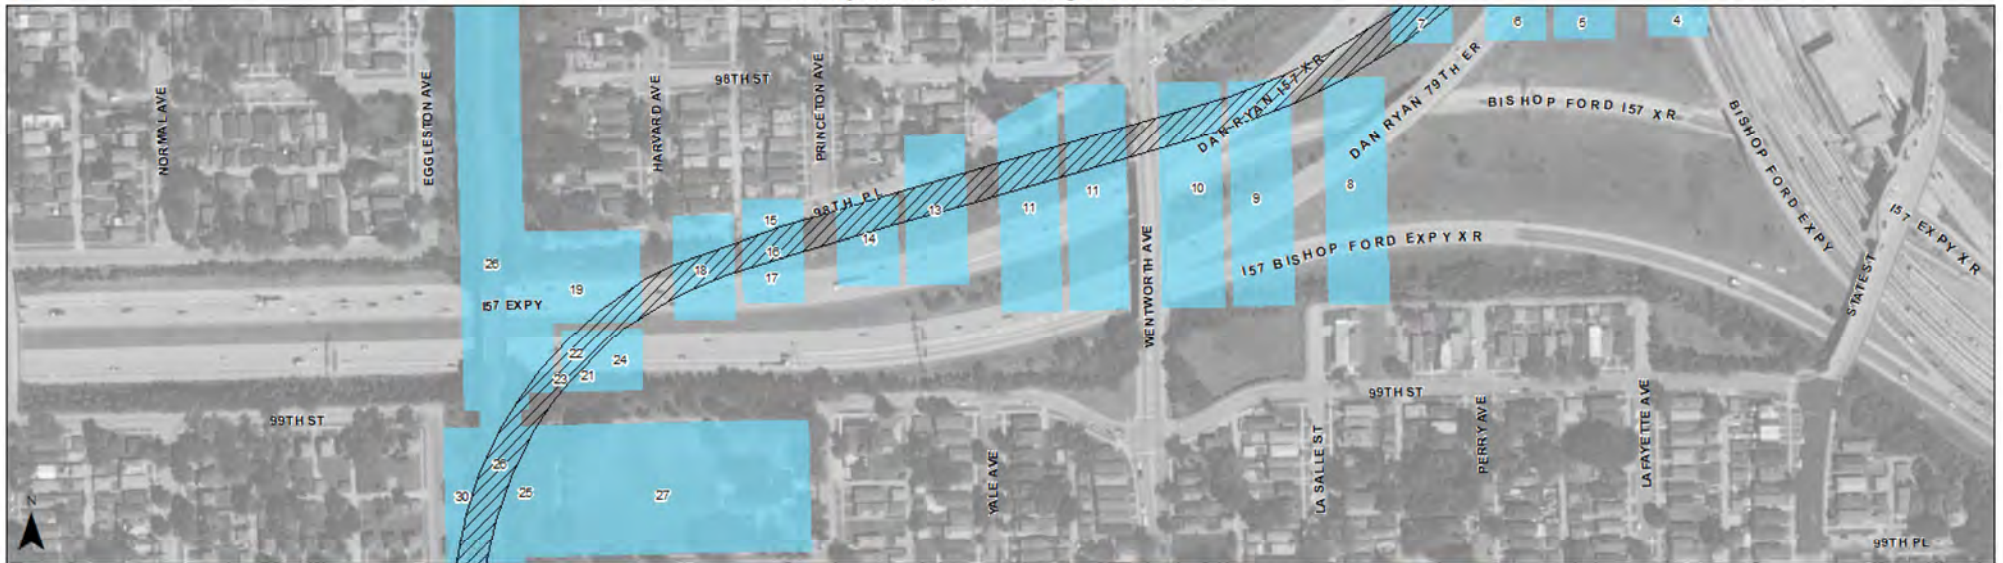 7
6
5
4
98TH ST
NORMAL AVE
EGGLESTON AVE
HARVARD AVE
PRINCETON AVE
DAN RYAN I57 XR
DAN RYAN 79TH ER
BISHOP FORD I57 XR
BISHOP FORD EXPY
I57 EXPY XR
STATE ST
98TH PL
15
16
17
18
14
13
11
11
10
9
8
26
19
I57 EXPY
WENTWORTH AVE
I57 BISHOP FORD EXPY XR
22
24
23
21
99TH ST
99TH ST
26
30
25
27
YALE AVE
LA SALLE ST
PERRY AVE
LAFAYETTE AVE
N
99TH PL